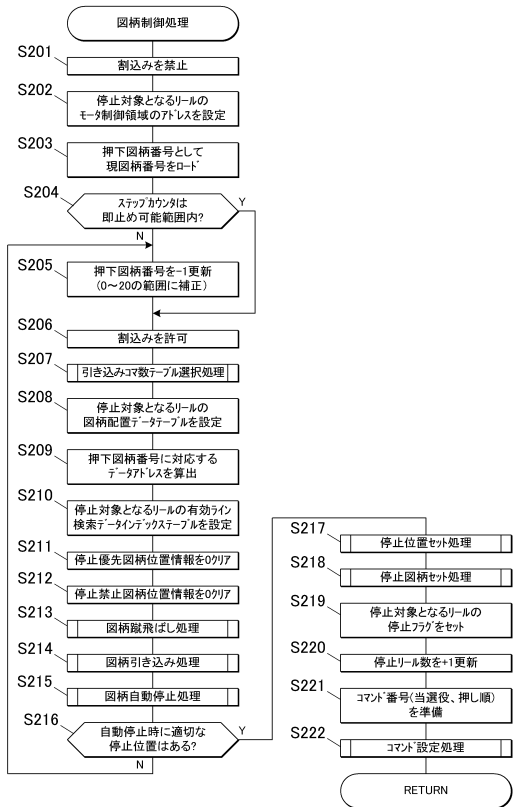 図柄制御処理
S201
割込みを禁止
S202
停止対象となるリールの
モータ制御領域のアドレスを設定
S203
押下図柄番号として
現図柄番号をロード
S204
ステップカウンタは
即止め可能範囲内?
Y
N
S205
押下図柄番号を-1更新
(0～20の範囲に補正)
S206
割込みを許可
S207
引き込みコマ数テーブル選択処理
S208
停止対象となるリールの
図柄配置データテーブルを設定
S209
押下図柄番号に対応する
データアドレスを算出
S210
停止対象となるリールの有効ライン
検索データインデックステーブルを設定
S211
停止優先図柄位置情報を0クリア
S212
停止禁止図柄位置情報を0クリア
S213
図柄蹴飛ばし処理
S214
図柄引き込み処理
S215
図柄自動停止処理
S216
自動停止時に適切な
停止位置はある?
Y
N
S217
停止位置セット処理
S218
停止図柄セット処理
S219
停止対象となるリールの
停止フラグをセット
S220
停止リール数を+1更新
S221
コマンド番号(当選役、押し順)
を準備
S222
コマンド設定処理
RETURN